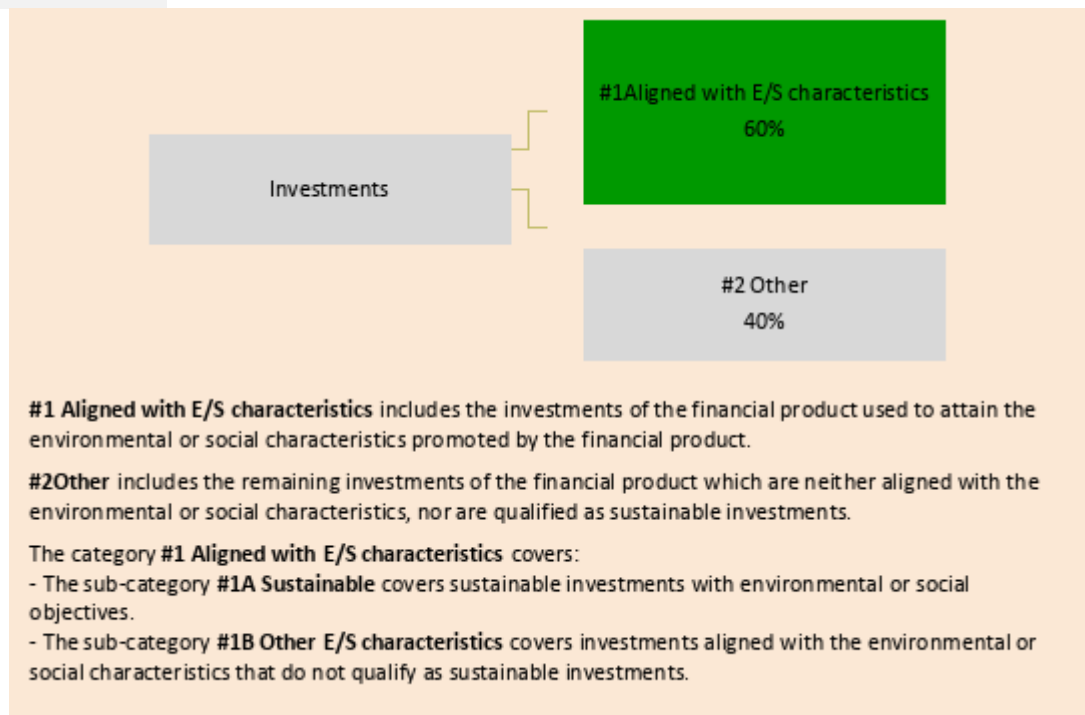 #1Aligned with E/S characteristics
60%
Investments
#2 Other
40%
#1 Aligned with E/S characteristics includes the investments of the financial product used to attain the
environmental or social characteristics promoted by the financial product.
#2Other includes the remaining investments of the financial product which are neither aligned with the
environmental or social characteristics, nor are qualified as sustainable investments.
The category #1 Aligned with E/S characteristics covers:
- The sub-category #1A Sustainable covers sustainable investments with environmental or social
objectives.
- The sub-category #1B Other E/S characteristics covers investments aligned with the environmental or
social characteristics that do not qualify as sustainable investments.